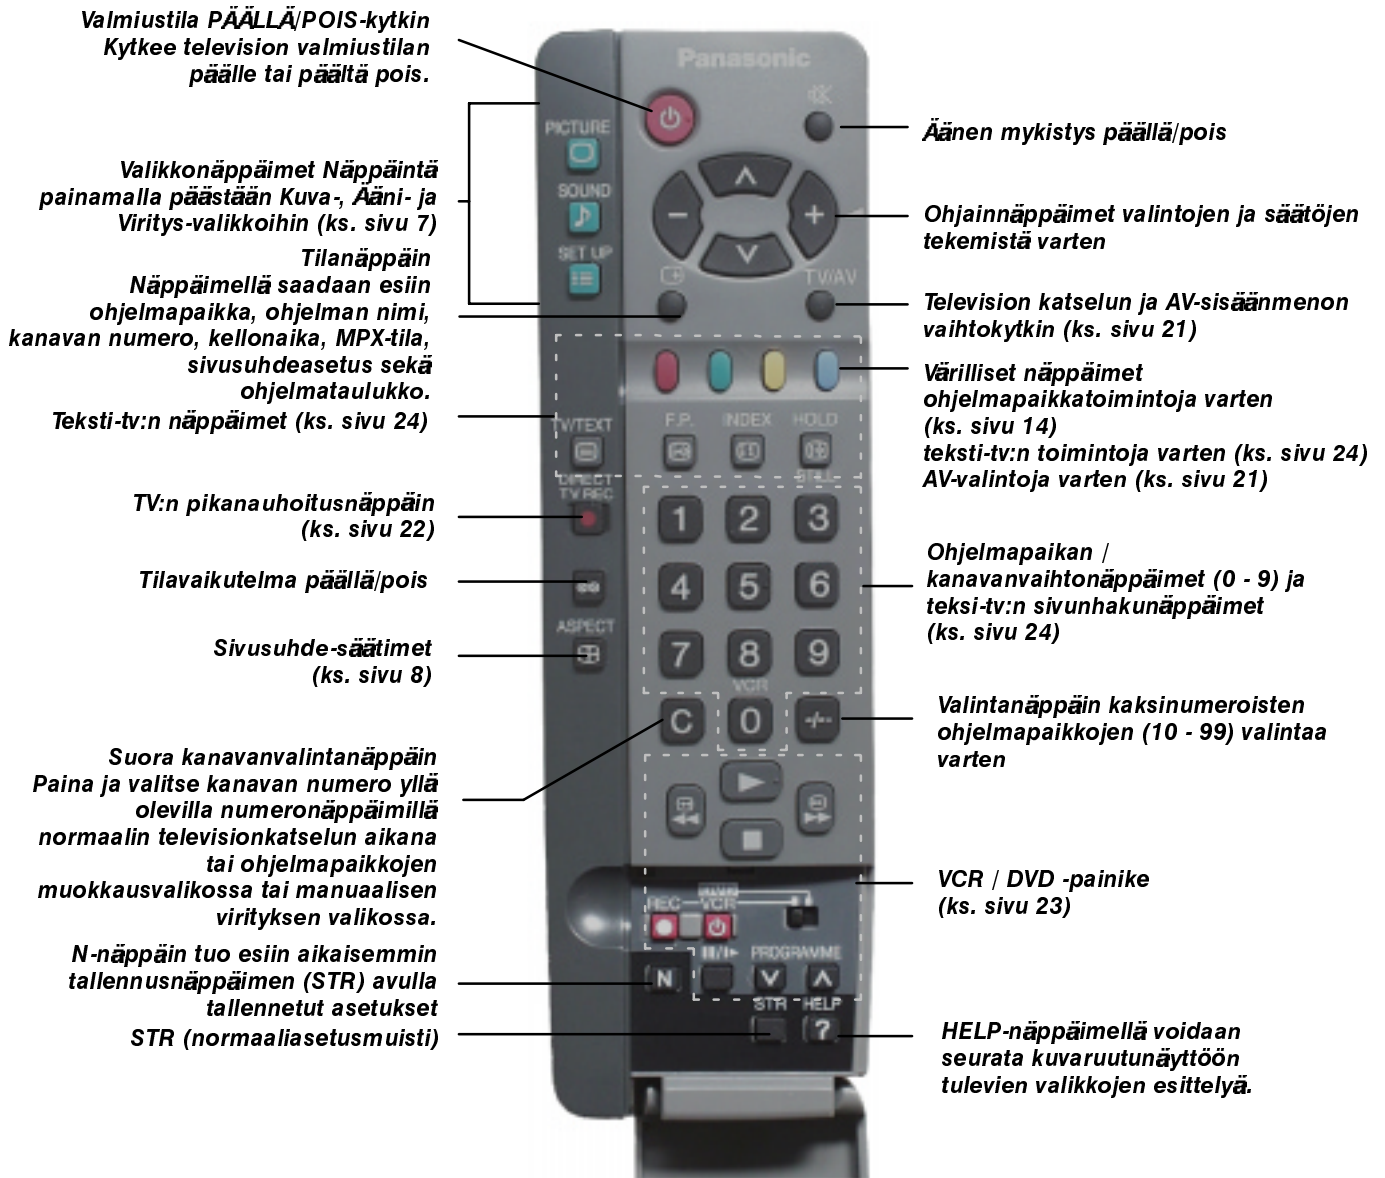 Valmiustila PÄÄLLÄ/POIS-kytkin
Kytkee television valmiustilan
päälle tai päältä pois.
Valikkonäppäimet Näppäintä
painamalla päästään Kuva-, Ääni- ja
Viritys-valikkoihin (ks. sivu 7)
Tilanäppäin
Näppäimellä saadaan esiin
ohjelmapaikka, ohjelman nimi,
kanavan numero, kellonaika, MPX-tila,
sivusuhdeasetus sekä
ohjelmataulukko.
Teksti-tv:n näppäimet (ks. sivu 24)
TV:n pikanauhoitusnäppäin
(ks. sivu 22)
Tilavaikutelma päällä/pois
Sivusuhde-säätimet
(ks. sivu 8)
Suora kanavanvalintanäppäin
Paina ja valitse kanavan numero yllä
olevilla numeronäppäimillä
normaalin televisionkatselun aikana
tai ohjelmapaikkojen
muokkausvalikossa tai manuaalisen
virityksen valikossa.
N-näppäin tuo esiin aikaisemmin
tallennusnäppäimen (STR) avulla
tallennetut asetukset
STR (normaaliasetusmuisti)
Panasonic
PICTURE
SOUND
SET UP
TV/AV
TV/TEXT
F.P.
INDEX
HOLD
DIRECT
TV REC
STILL
1 2 3
4 5 6
ASPECT
7 8 9
VCR
C 0 -/--
REC
VCR
PROGRAMME
N
STR
HELP
?
Äänen mykistys päällä/pois
Ohjainnäppäimet valintojen ja säätöjen
tekemistä varten
Television katselun ja AV-sisäänmenon
vaihtokytkin (ks. sivu 21)
Värilliset näppäimet
ohjelmapaikkatoimintoja varten
(ks. sivu 14)
teksti-tv:n toimintoja varten (ks. sivu 24)
AV-valintoja varten (ks. sivu 21)
Ohjelmapaikan /
kanavanvaihtonäppäimet (0 - 9) ja
teksi-tv:n sivunhakunäppäimet
(ks. sivu 24)
Valintanäppäin kaksinumeroisten
ohjelmapaikkojen (10 - 99) valintaa
varten
VCR / DVD -painike
(ks. sivu 23)
HELP-näppäimellä voidaan
seurata kuvaruutunäyttöön
tulevien valikkojen esittelyä.